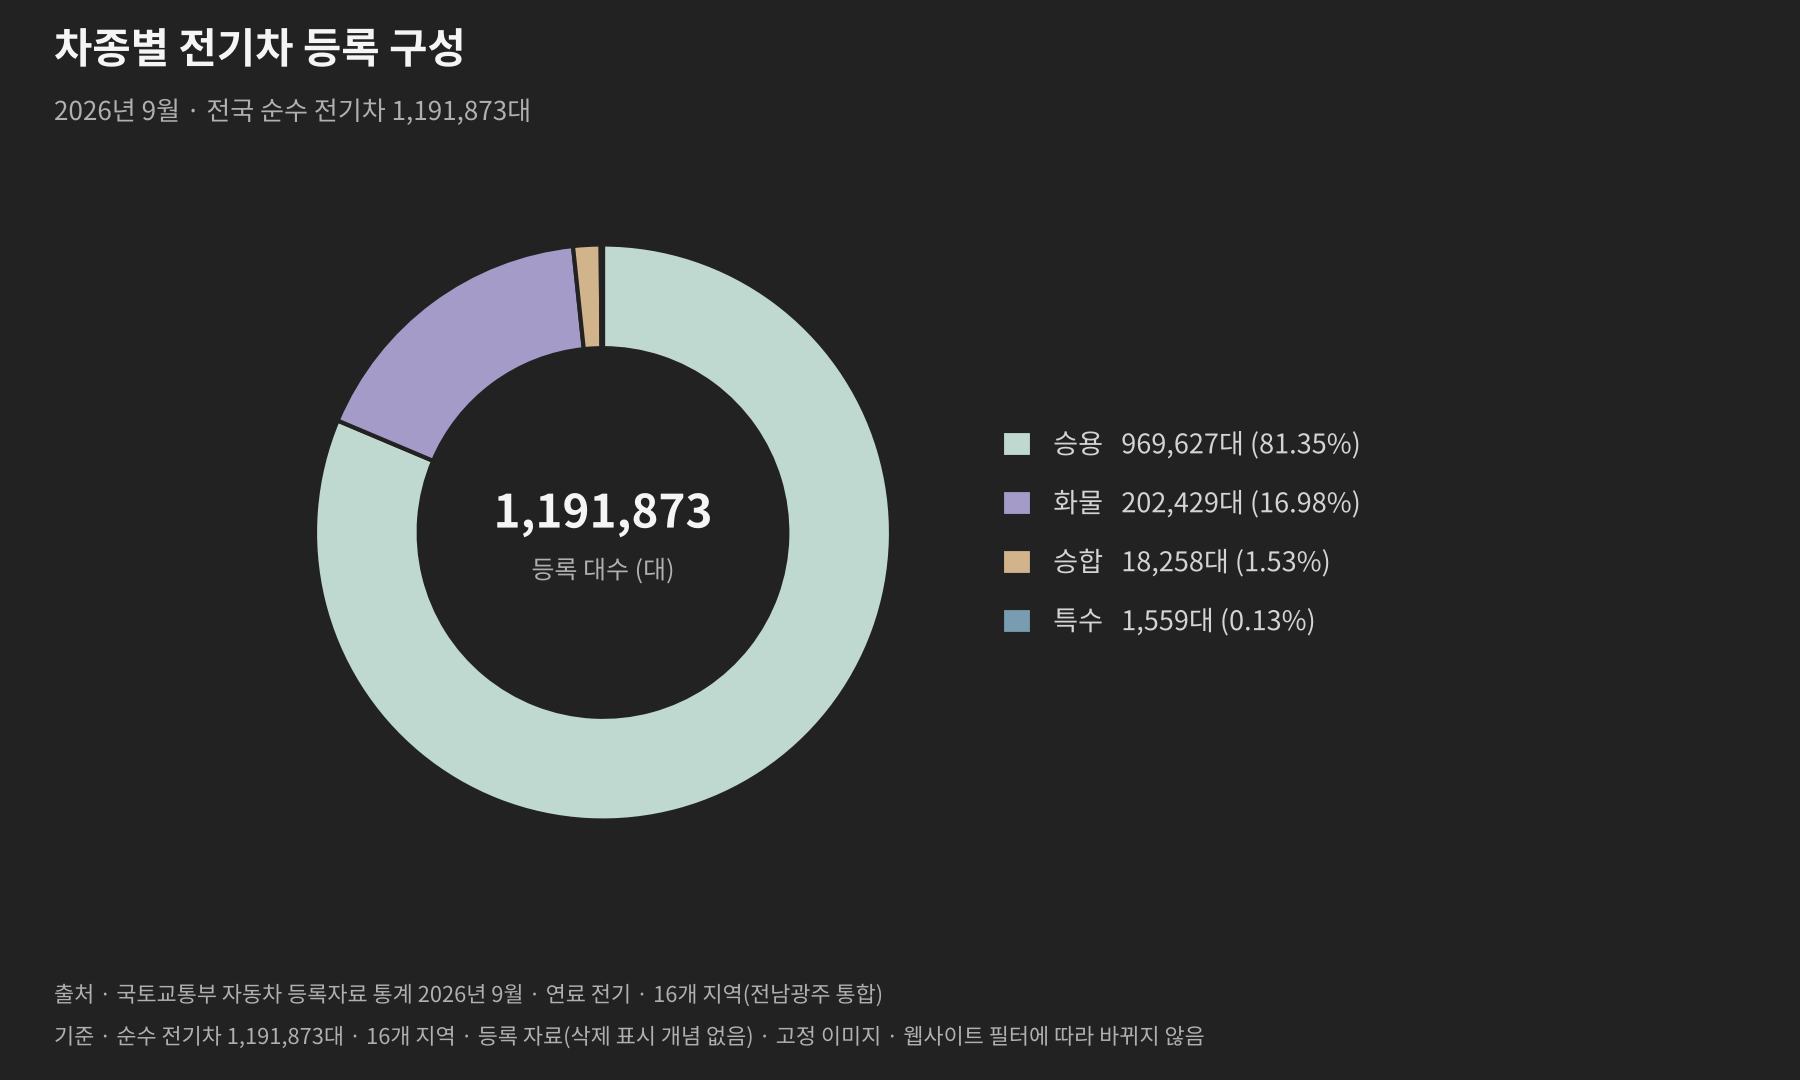 차종별 전기차 등록 구성
2026년 9월 · 전국 순수 전기차 1,191,873대
1,191,873
등록 대수 (대)
승용 969,627대 (81.35%)
화물 202,429대 (16.98%)
승합 18,258대 (1.53%)
특수 1,559대 (0.13%)
출처 · 국토교통부 자동차 등록자료 통계 2026년 9월 · 연료 전기 · 16개 지역(전남광주 통합)
기준 · 순수 전기차 1,191,873대 · 16개 지역 · 등록 자료(삭제 표시 개념 없음) · 고정 이미지 · 웹사이트 필터에 따라 바뀌지 않음